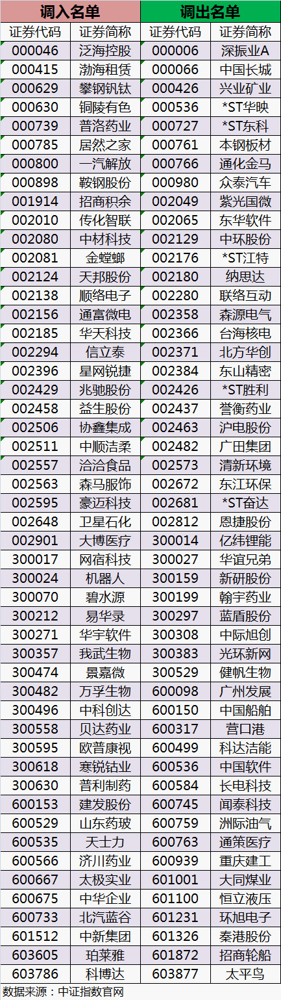 调入名单 调出名单
证券代码 证券简称 证券代码 证券简称
000046 泛海控股 000006 深振业A
000415 渤海租赁 000066 中国长城
000629 攀钢钒钛 000426 兴业矿业
000630 铜陵有色 000536 *ST华映
000739 普洛药业 000727 *ST东科
000785 居然之家 000761 本钢板材
000800 一汽解放 000766 通化金马
000898 鞍钢股份 000980 众泰汽车
001914 招商积余 002049 紫光国微
002010 传化智联 002065 东华软件
002080 中材科技 002129 中环股份
002081 金螳螂 002176 *ST江特
002124 天邦股份 002180 纳思达
002138 顺络电子 002280 联络互动
002156 通富微电 002358 森源电气
002185 华天科技 002366 台海核电
002294 信立泰 002371 北方华创
002396 星网锐捷 002384 东山精密
002429 兆驰股份 002426 *ST胜利
002458 益生股份 002437 誉衡药业
002506 协鑫集成 002463 沪电股份
002511 中顺洁柔 002482 广田集团
002557 洽洽食品 002573 清新环境
002563 森马服饰 002672 东江环保
002595 豪迈科技 002681 *ST奋达
002648 卫星石化 002812 恩捷股份
002901 大博医疗 300014 亿纬锂能
300017 网宿科技 300027 华谊兄弟
300024 机器人 300159 新研股份
300070 碧水源 300199 翰宇药业
300212 易华录 300297 蓝盾股份
300271 华宇软件 300308 中际旭创
300357 我武生物 300383 光环新网
300474 景嘉微 300529 健帆生物
300482 万孚生物 600098 广州发展
300496 中科创达 600150 中国船舶
300558 贝达药业 600317 营口港
300595 欧普康视 600499 科达洁能
300618 寒锐钴业 600536 中国软件
300630 普利制药 600584 长电科技
600153 建发股份 600745 闻泰科技
600529 山东药玻 600759 洲际油气
600535 天士力 600763 通策医疗
600566 济川药业 600939 重庆建工
600667 太极实业 601001 大同煤业
600675 中华企业 601100 恒立液压
600733 北汽蓝谷 601231 环旭电子
601512 中新集团 601326 秦港股份
603605 珀莱雅 601872 招商轮船
603786 科博达 603877 太平鸟
数据来源：中证指数官网